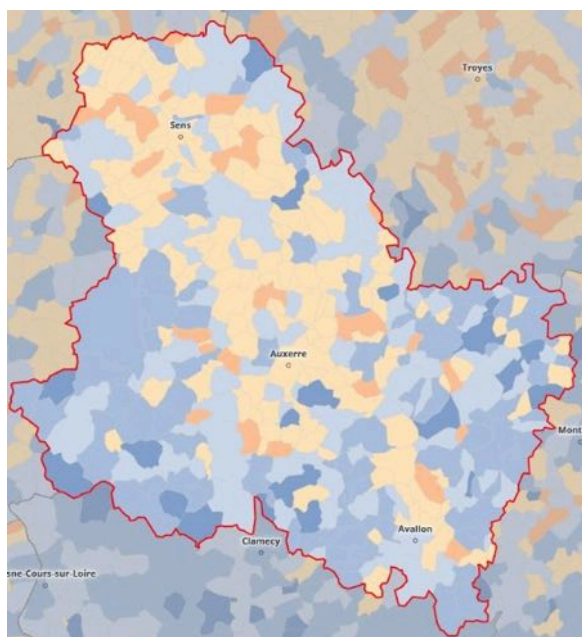 Troyes
Sens
Auxerre
Mont
Avallon
Clamecy
sne-Cours-sur-Loire